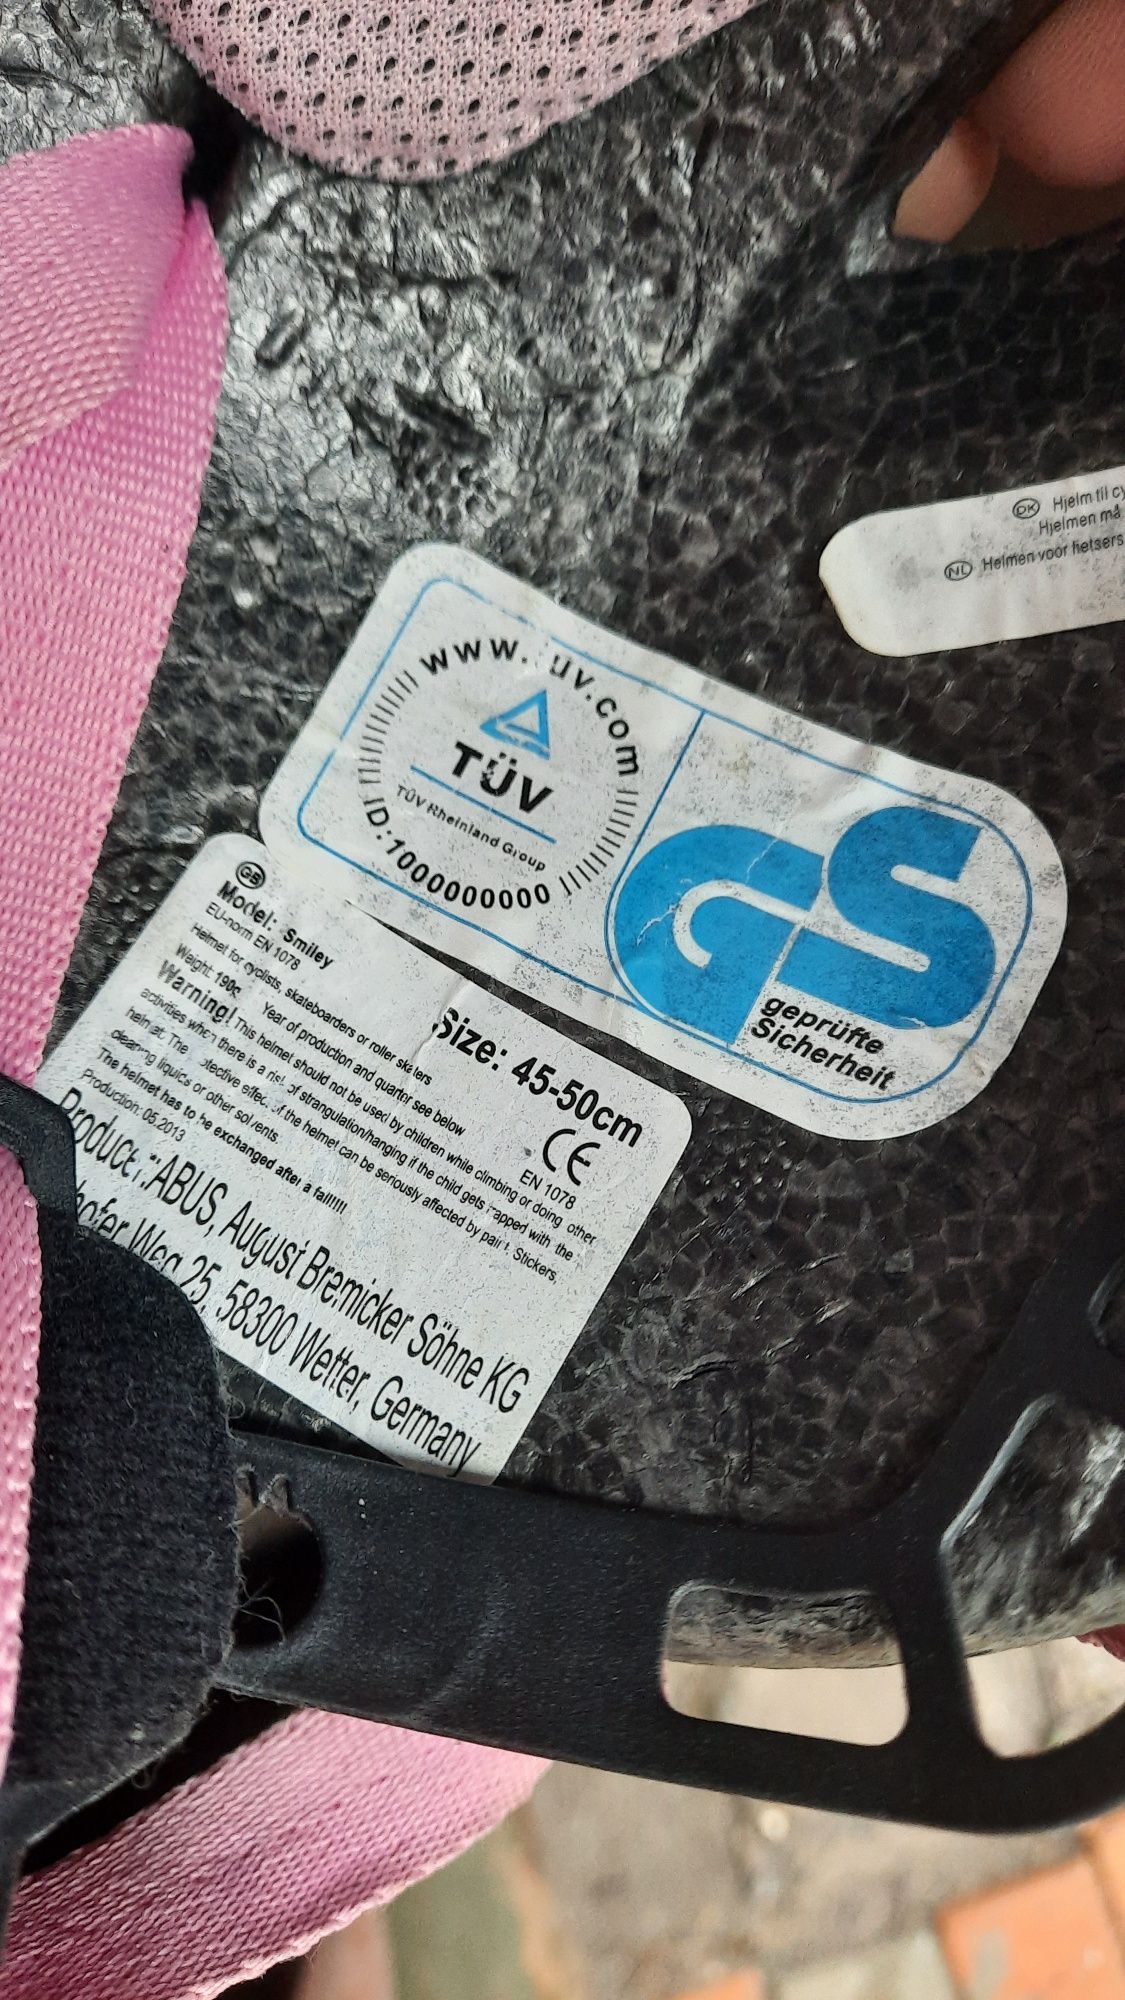 DK Hjelm til cy
Hjelmen må
NL Helmen voor fietsers
www.tuv.com
TÜV
TÜV Rheinland Group
ID:1000000000
GS
geprüfte
Sicherheit
GB
Model: Smiley
EU-norm EN 1078
Helmet for cyclists, skateboarders or roller skaters
Weight: 190g Year of production and quarter see below
Size: 45-50cm
CE
EN 1078
Warning! This helmet should not be used by children while climbing or doing other
activities when there is a risk of strangulation/hanging if the child gets trapped with the
helmet. The protective effect of the helmet can be seriously affected by paint, Stickers,
cleaning liquids or other solvents.
The helmet has to be exchanged after a fall!!!!!
Production: 05.2013
Product: ABUS, August Bremicker Söhne KG
hofer Weg 25, 58300 Wetter, Germany